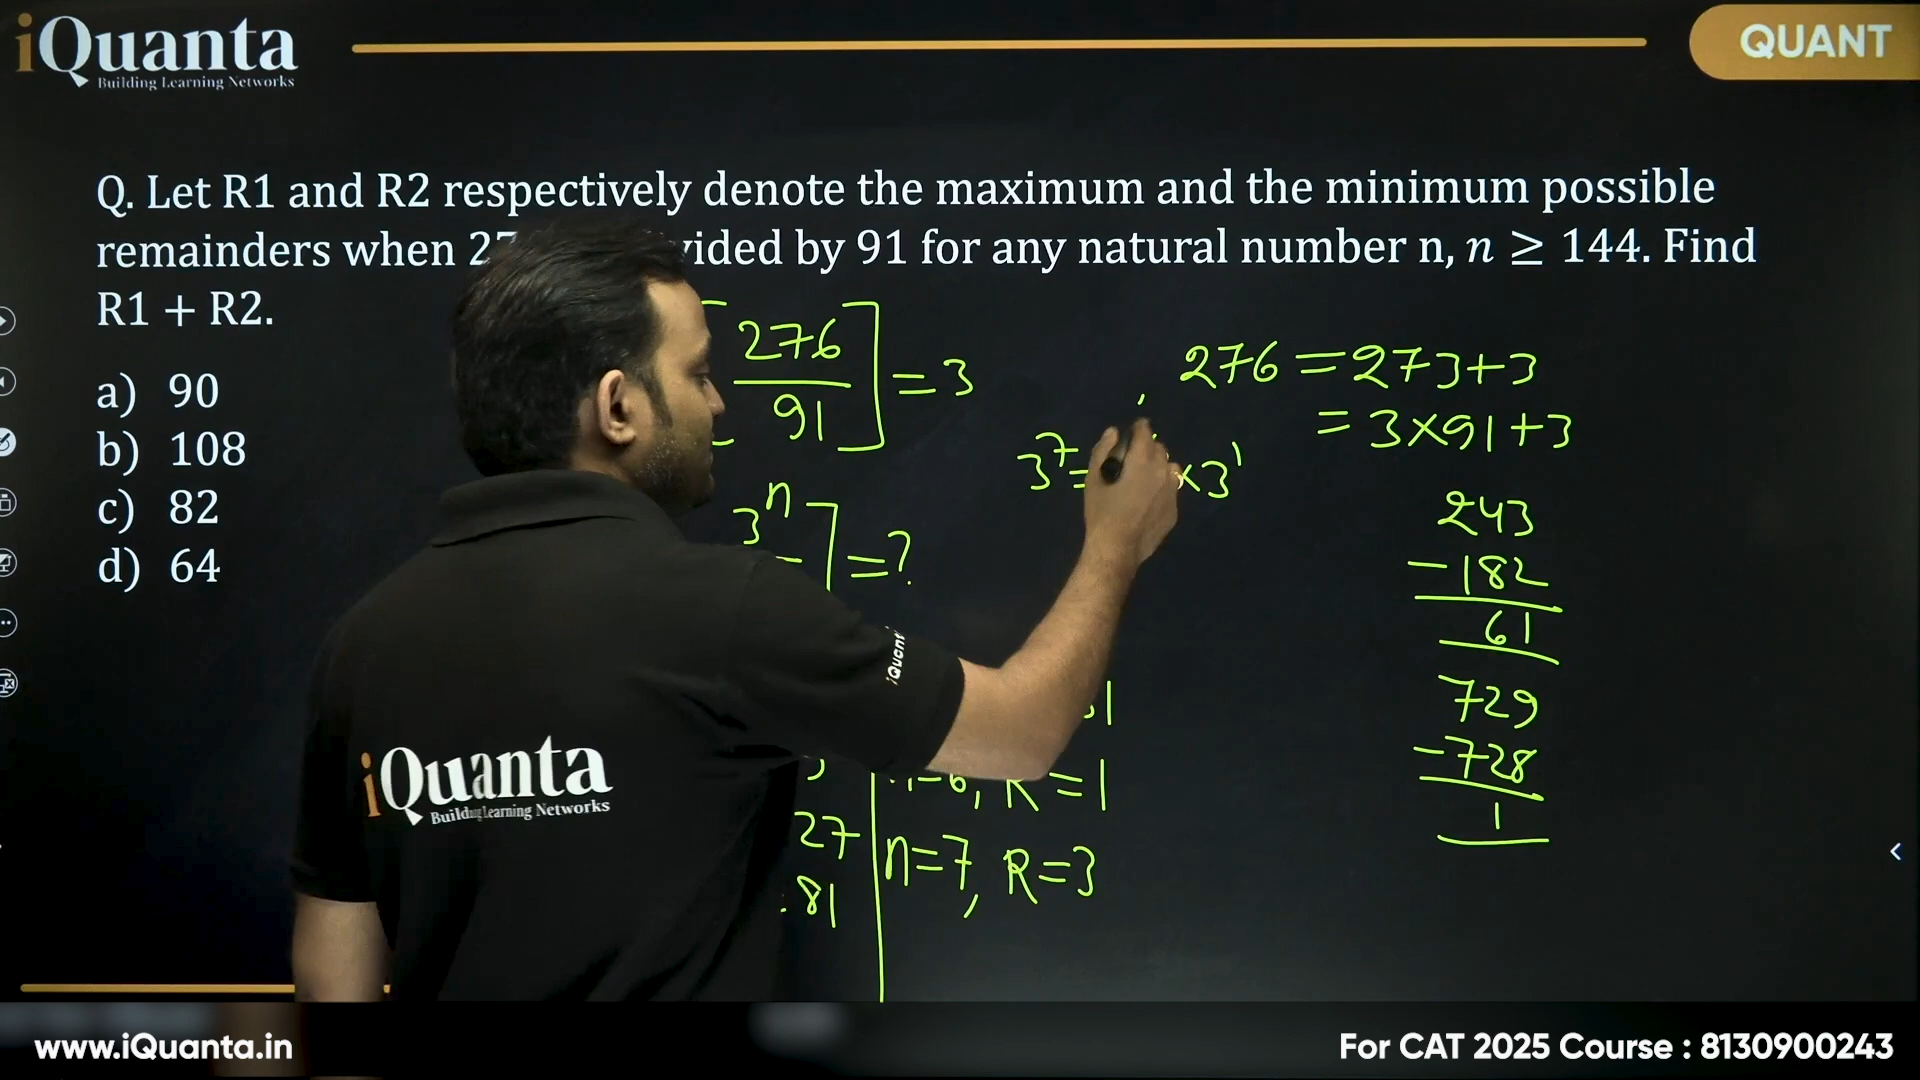 iQuanta
Building Learning Networks
QUANT
Q. Let R1 and R2 respectively denote the maximum and the minimum possible
remainders when 27 vided by 91 for any natural number n, n ≥ 144. Find
R1 + R2.
a) 90
b) 108
c) 82
d) 64
[276/91] = 3
3^n = ?
3^7 = ×3^1
276 = 273+3
= 3×91+3
243
-182
61
729
-728
1
27
81
n=6, R=1
n=7, R=3
iQuanta
iQuanta
Building Learning Networks
www.iQuanta.in
For CAT 2025 Course : 8130900243